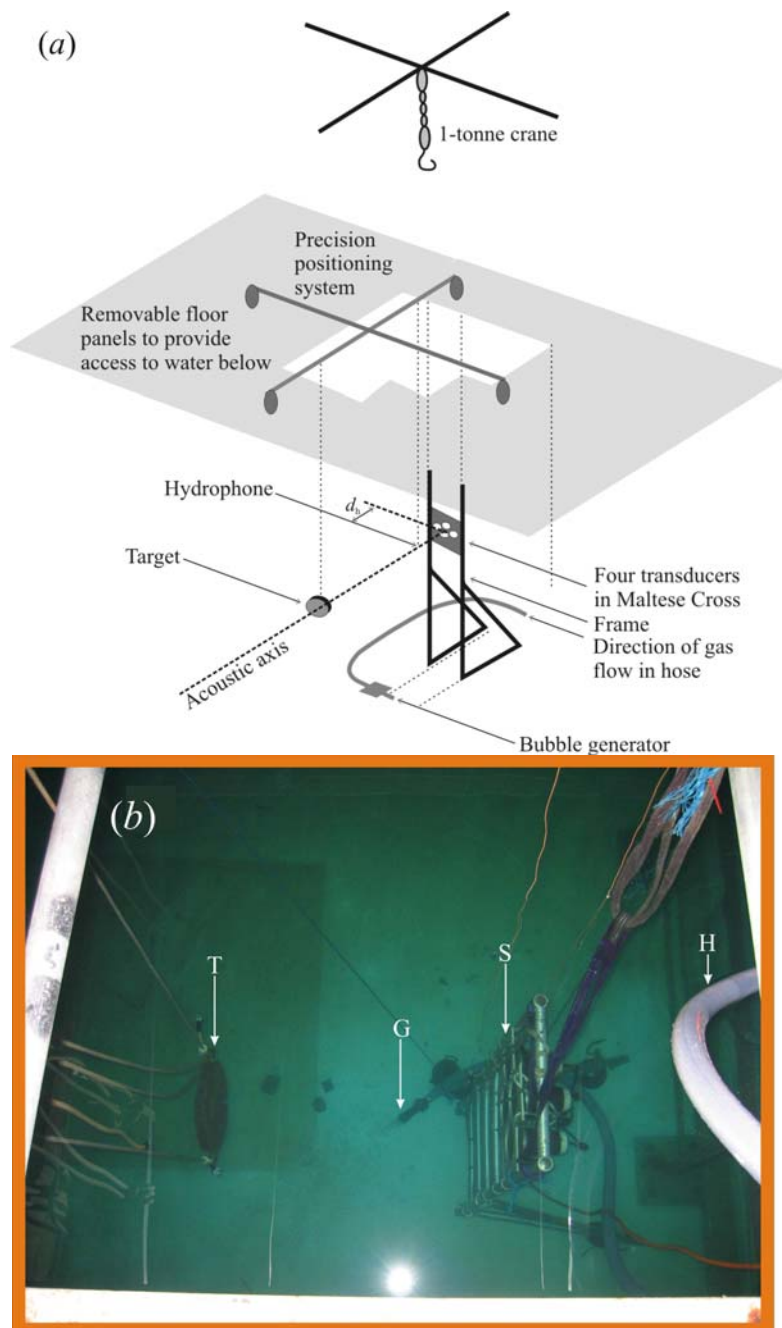 (a)
1-tonne crane
Precision
positioning
system
Removable floor
panels to provide
access to water below
Hydrophone
d_h
Target
Four transducers
in Maltese Cross
Frame
Direction of gas
flow in hose
Acoustic axis
Bubble generator
(b)
T
G
S
H